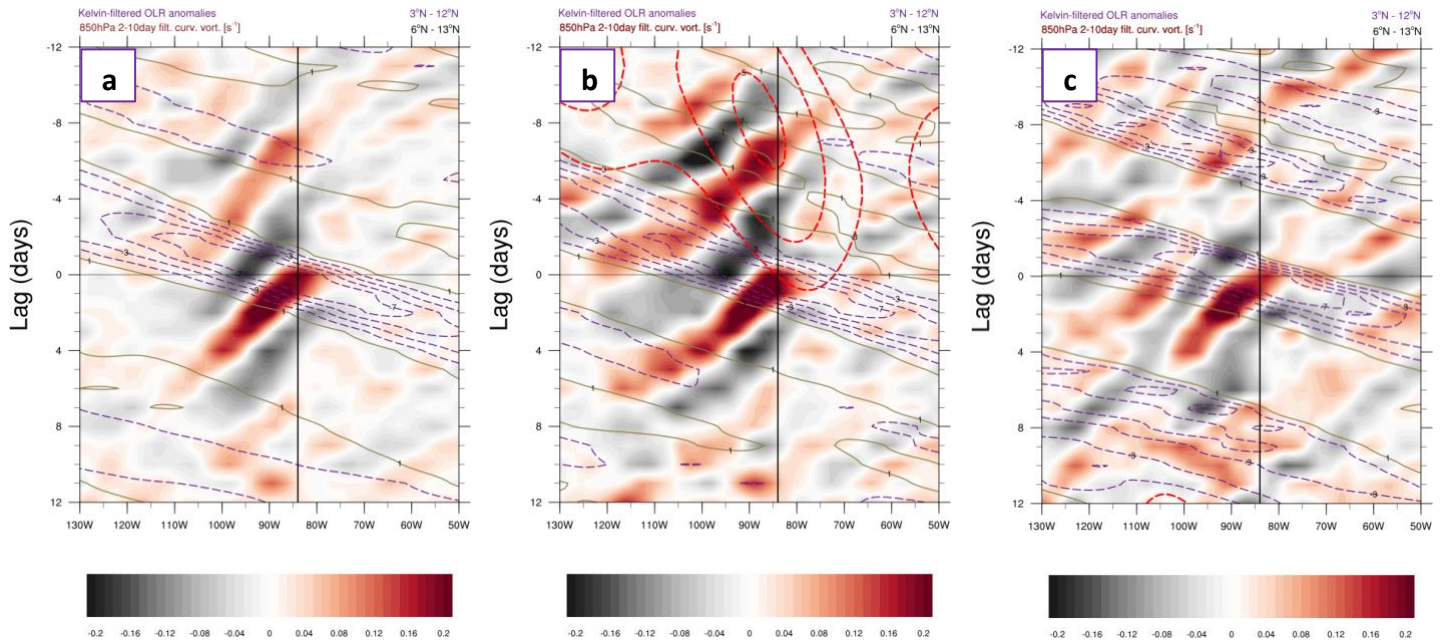 Kelvin-filtered OLR anomalies 3°N - 12°N
850hPa 2-10day filt. curv. vort. [s⁻¹] 6°N - 13°N
a
Lag (days)
-12
-8
-4
0
4
8
12
130W 120W 110W 100W 90W 80W 70W 60W 50W
-0.2 -0.16 -0.12 -0.08 -0.04 0 0.04 0.08 0.12 0.16 0.2
Kelvin-filtered OLR anomalies 3°N - 12°N
850hPa 2-10day filt. curv. vort. [s⁻¹] 6°N - 13°N
b
Lag (days)
-12
-8
-4
0
4
8
12
130W 120W 110W 100W 90W 80W 70W 60W 50W
-0.2 -0.16 -0.12 -0.08 -0.04 0 0.04 0.08 0.12 0.16 0.2
Kelvin-filtered OLR anomalies 3°N - 12°N
850hPa 2-10day filt. curv. vort. [s⁻¹] 6°N - 13°N
c
Lag (days)
-12
-8
-4
0
4
8
12
130W 120W 110W 100W 90W 80W 70W 60W 50W
-0.2 -0.16 -0.12 -0.08 -0.04 0 0.04 0.08 0.12 0.16 0.2